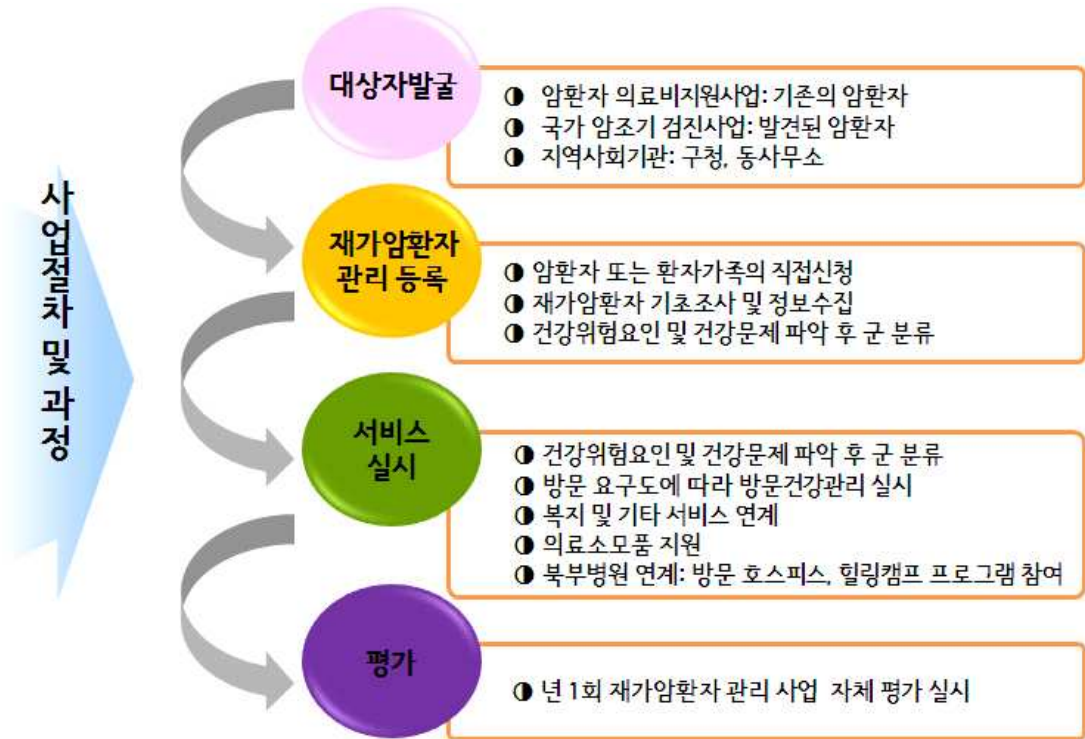 사업절차 및 과정
대상자발굴
◑ 암환자 의료비지원사업: 기존의 암환자
◑ 국가 암조기 검진사업: 발견된 암환자
◑ 지역사회기관: 구청, 동사무소
재가암환자
관리 등록
◑ 암환자 또는 환자가족의 직접신청
◑ 재가암환자 기초조사 및 정보수집
◑ 건강위험요인 및 건강문제 파악 후 군 분류
서비스
실시
◑ 건강위험요인 및 건강문제 파악 후 군 분류
◑ 방문 요구도에 따라 방문건강관리 실시
◑ 복지 및 기타 서비스 연계
◑ 의료소모품 지원
◑ 북부병원 연계: 방문 호스피스, 힐링캠프 프로그램 참여
평가
◑ 년 1회 재가암환자 관리 사업 자체 평가 실시